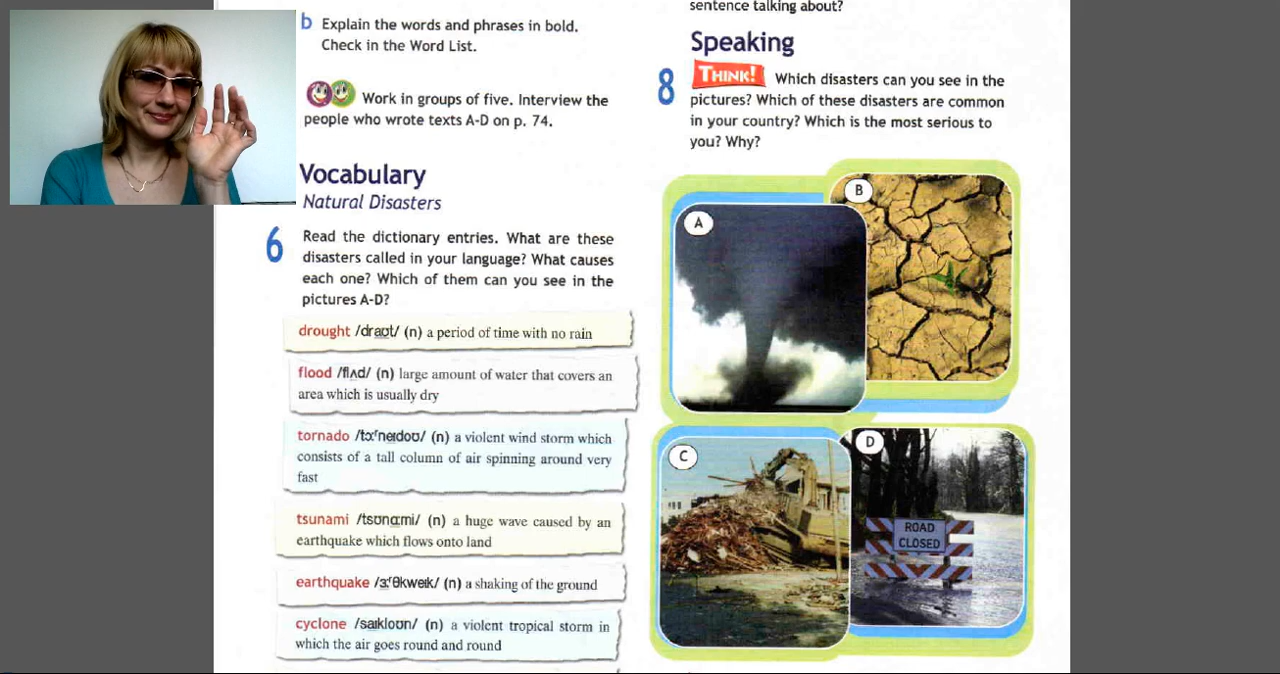 b Explain the words and phrases in bold.
Check in the Word List.
Work in groups of five. Interview the
people who wrote texts A-D on p. 74.
Vocabulary
Natural Disasters
6 Read the dictionary entries. What are these
disasters called in your language? What causes
each one? Which of them can you see in the
pictures A-D?
drought /draʊt/ (n) a period of time with no rain
flood /flʌd/ (n) large amount of water that covers an
area which is usually dry
tornado /tɔːʳneɪdoʊ/ (n) a violent wind storm which
consists of a tall column of air spinning around very
fast
tsunami /tsʊnɑːmi/ (n) a huge wave caused by an
earthquake which flows onto land
earthquake /ɜːʳθkweɪk/ (n) a shaking of the ground
cyclone /saɪkloʊn/ (n) a violent tropical storm in
which the air goes round and round
sentence talking about?
Speaking
8 THINK! Which disasters can you see in the
pictures? Which of these disasters are common
in your country? Which is the most serious to
you? Why?
A
B
C
D
ROAD
CLOSED